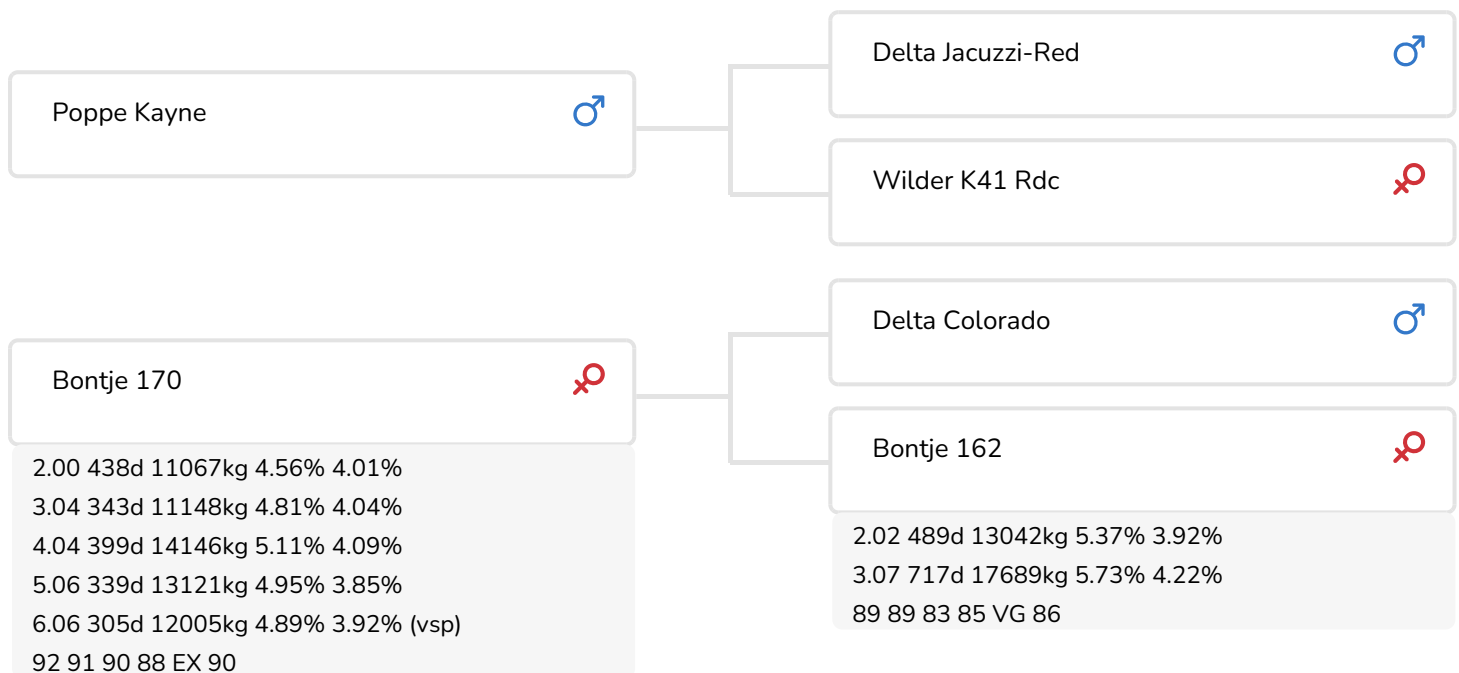 Poppe Kayne
Delta Jacuzzi-Red
Wilder K41 Rdc
Bontje 170
2.00 438d 11067kg 4.56% 4.01%
3.04 343d 11148kg 4.81% 4.04%
4.04 399d 14146kg 5.11% 4.09%
5.06 339d 13121kg 4.95% 3.85%
6.06 305d 12005kg 4.89% 3.92% (vsp)
92 91 90 88 EX 90
Delta Colorado
Bontje 162
2.02 489d 13042kg 5.37% 3.92%
3.07 717d 17689kg 5.73% 4.22%
89 89 83 85 VG 86